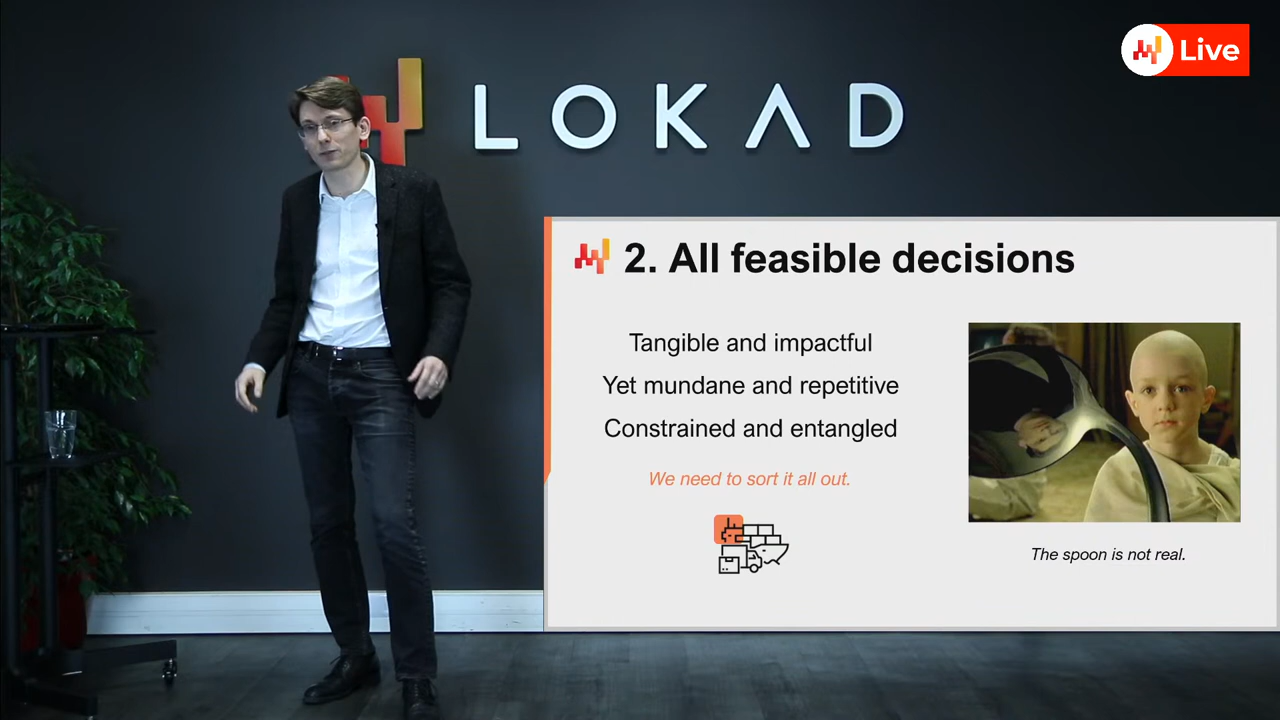 Live
LOKAD
2. All feasible decisions
Tangible and impactful
Yet mundane and repetitive
Constrained and entangled
We need to sort it all out.
The spoon is not real.